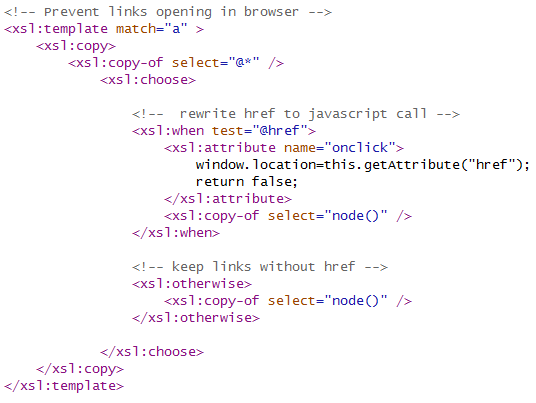 <!-- Prevent links opening in browser -->
<xsl:template match="a" >
    <xsl:copy>
        <xsl:copy-of select="@*" />
            <xsl:choose>

                <!--  rewrite href to javascript call -->
                <xsl:when test="@href">
                    <xsl:attribute name="onclick">
                        window.location=this.getAttribute("href");
                        return false;
                    </xsl:attribute>
                    <xsl:copy-of select="node()" />
                </xsl:when>

                <!-- keep links without href -->
                <xsl:otherwise>
                    <xsl:copy-of select="node()" />
                </xsl:otherwise>

            </xsl:choose>
    </xsl:copy>
</xsl:template>